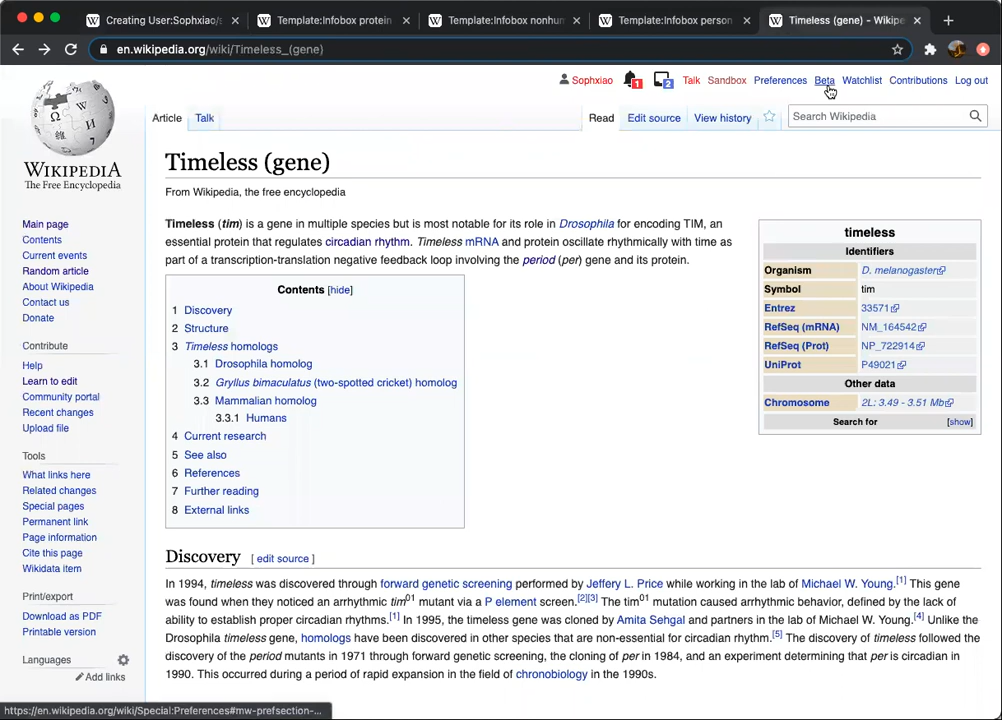 Creating User:Sophxiao/s
Template:Infobox protein
Template:Infobox nonhum
Template:Infobox person
Timeless (gene) - Wikipe
en.wikipedia.org/wiki/Timeless_(gene)
Sophxiao 1 2 Talk Sandbox Preferences Beta Watchlist Contributions Log out
Article Talk Read Edit source View history Search Wikipedia
WIKIPEDIA
The Free Encyclopedia
Main page
Contents
Current events
Random article
About Wikipedia
Contact us
Donate
Contribute
Help
Learn to edit
Community portal
Recent changes
Upload file
Tools
What links here
Related changes
Special pages
Permanent link
Page information
Cite this page
Wikidata item
Print/export
Download as PDF
Printable version
Languages
Add links
Timeless (gene)
From Wikipedia, the free encyclopedia
Timeless (tim) is a gene in multiple species but is most notable for its role in Drosophila for encoding TIM, an
essential protein that regulates circadian rhythm. Timeless mRNA and protein oscillate rhythmically with time as
part of a transcription-translation negative feedback loop involving the period (per) gene and its protein.
Contents [hide]
1 Discovery
2 Structure
3 Timeless homologs
3.1 Drosophila homolog
3.2 Gryllus bimaculatus (two-spotted cricket) homolog
3.3 Mammalian homolog
3.3.1 Humans
4 Current research
5 See also
6 References
7 Further reading
8 External links
timeless
Identifiers
Organism D. melanogaster
Symbol tim
Entrez 33571
RefSeq (mRNA) NM_164542
RefSeq (Prot) NP_722914
UniProt P49021
Other data
Chromosome 2L: 3.49 - 3.51 Mb
Search for [show]
Discovery [ edit source ]
In 1994, timeless was discovered through forward genetic screening performed by Jeffery L. Price while working in the lab of Michael W. Young.[1] This gene
was found when they noticed an arrhythmic tim01 mutant via a P element screen.[2][3] The tim01 mutation caused arrhythmic behavior, defined by the lack of
ability to establish proper circadian rhythms.[1] In 1995, the timeless gene was cloned by Amita Sehgal and partners in the lab of Michael W. Young.[4] Unlike the
Drosophila timeless gene, homologs have been discovered in other species that are non-essential for circadian rhythm.[5] The discovery of timeless followed the
discovery of the period mutants in 1971 through forward genetic screening, the cloning of per in 1984, and an experiment determining that per is circadian in
1990. This occurred during a period of rapid expansion in the field of chronobiology in the 1990s.
https://en.wikipedia.org/wiki/Special:Preferences#mw-prefsection-...